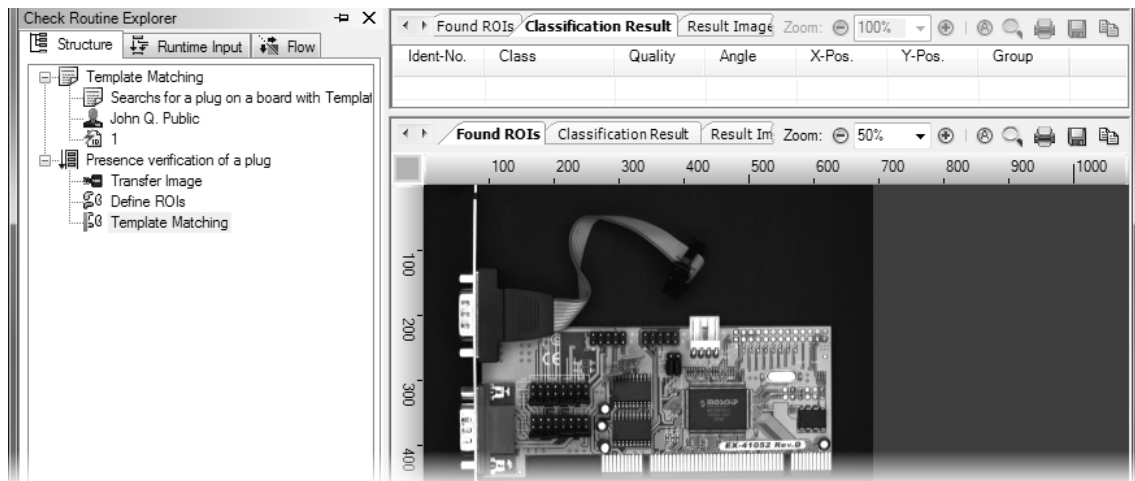 Check Routine Explorer
Structure Runtime Input Flow
Template Matching
Searchs for a plug on a board with Templat
John Q. Public
1
Presence verification of a plug
Transfer Image
Define ROIs
Template Matching
Found ROIs Classification Result Result Image Zoom: 100%
Ident-No. Class Quality Angle X-Pos. Y-Pos. Group
Found ROIs Classification Result Result Im Zoom: 50%
100 200 300 400 500 600 700 800 900 1000
100
200
300
400
EX-41052 Rev.D